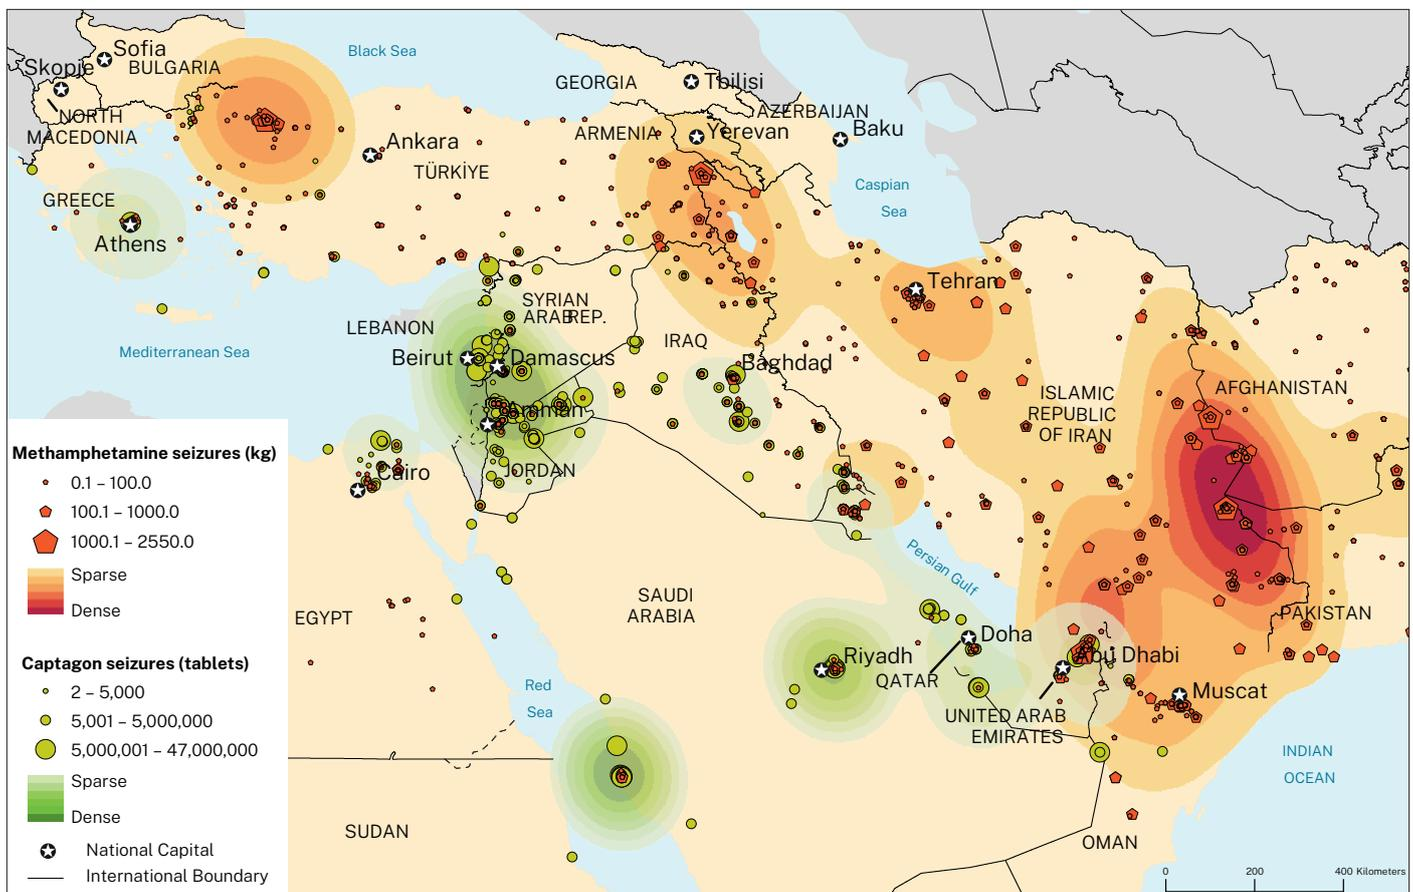 Sofia
Skopje
BULGARIA
Black Sea
GEORGIA
Tbilisi
NORTH
MACEDONIA
AZERBAIJAN
ARMENIA
Yerevan
Baku
Ankara
TÜRKİYE
GREECE
Athens
Caspian
Sea
Tehran
SYRIAN
ARAB REP.
LEBANON
IRAQ
Mediterranean Sea
Beirut
Damascus
Baghdad
AFGHANISTAN
ISLAMIC
REPUBLIC
OF IRAN
Amman
JORDAN
Cairo
Persian Gulf
SAUDI
ARABIA
EGYPT
PAKISTAN
Doha
Riyadh
QATAR
Abu Dhabi
Muscat
Red
Sea
UNITED ARAB
EMIRATES
INDIAN
OCEAN
SUDAN
OMAN
Methamphetamine seizures (kg)
0.1 – 100.0
100.1 – 1000.0
1000.1 – 2550.0
Sparse
Dense
Captagon seizures (tablets)
2 – 5,000
5,001 – 5,000,000
5,000,001 – 47,000,000
Sparse
Dense
National Capital
International Boundary
0 200 400 Kilometers